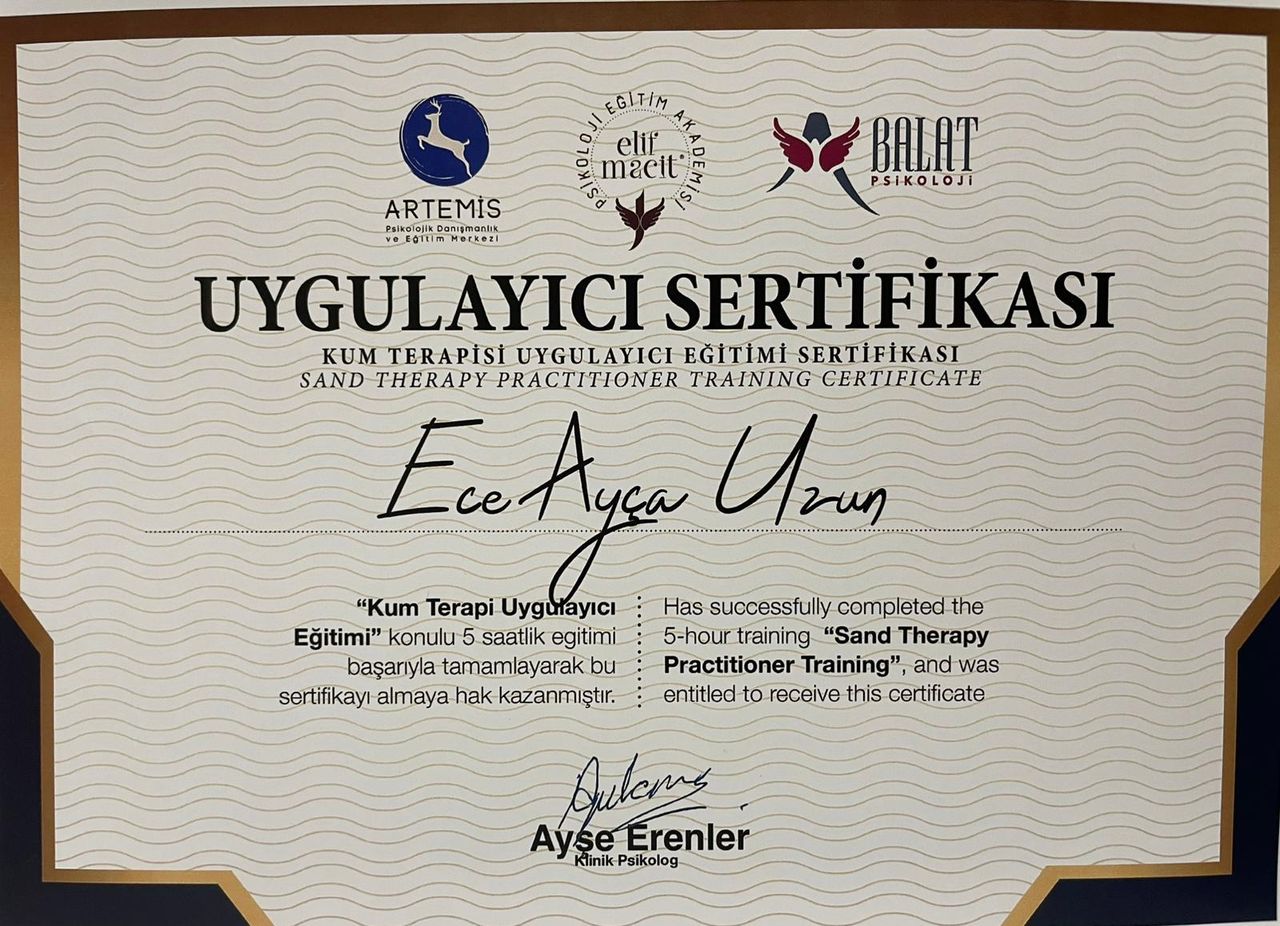 PSİKOLOJİ EĞİTİM AKADEMİSİ
elif
macit
BALAT
PSİKOLOJİ
ARTEMİS
Psikolojik Danışmanlık
ve Eğitim Merkezi
UYGULAYICI SERTİFİKASI
KUM TERAPİSİ UYGULAYICI EĞİTİMİ SERTİFİKASI
SAND THERAPY PRACTITIONER TRAINING CERTIFICATE
Ece Ayça Uzun
“Kum Terapi Uygulayıcı
Eğitimi” konulu 5 saatlik egitimi
başarıyla tamamlayarak bu
sertifikayı almaya hak kazanmıştır.
Has successfully completed the
5-hour training “Sand Therapy
Practitioner Training”, and was
entitled to receive this certificate
Ayşe Erenler
Klinik Psikolog